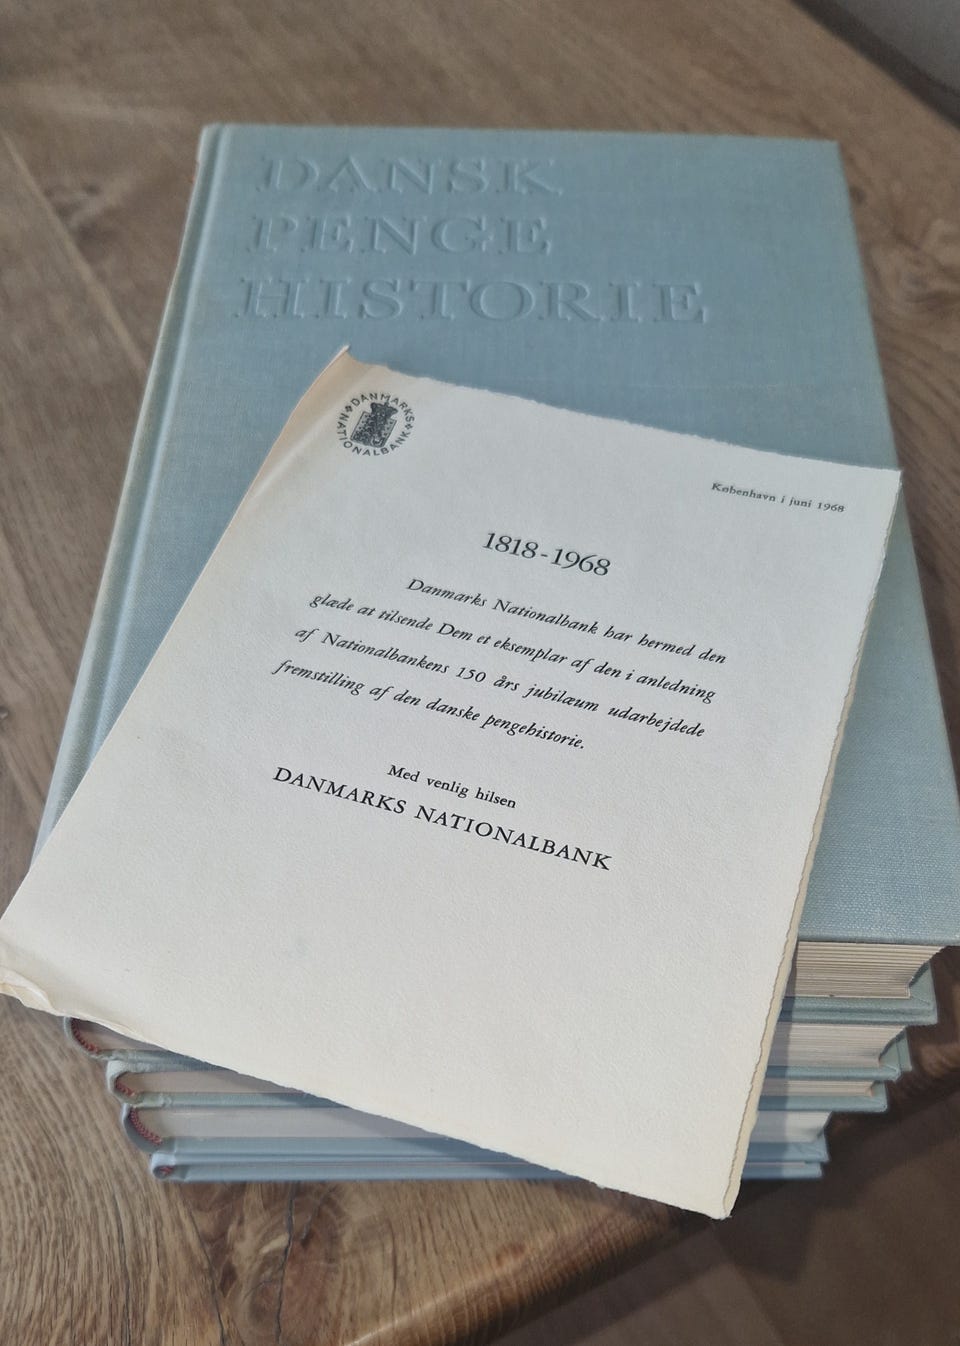 DANSK
PENGE
HISTORIE
DANMARKS NATIONALBANK
København i juni 1968
1818-1968
Danmarks Nationalbank har hermed den
glæde at tilsende Dem et eksemplar af den i anledning
af Nationalbankens 150 års jubilæum udarbejdede
fremstilling af den danske pengehistorie.
Med venlig hilsen
DANMARKS NATIONALBANK